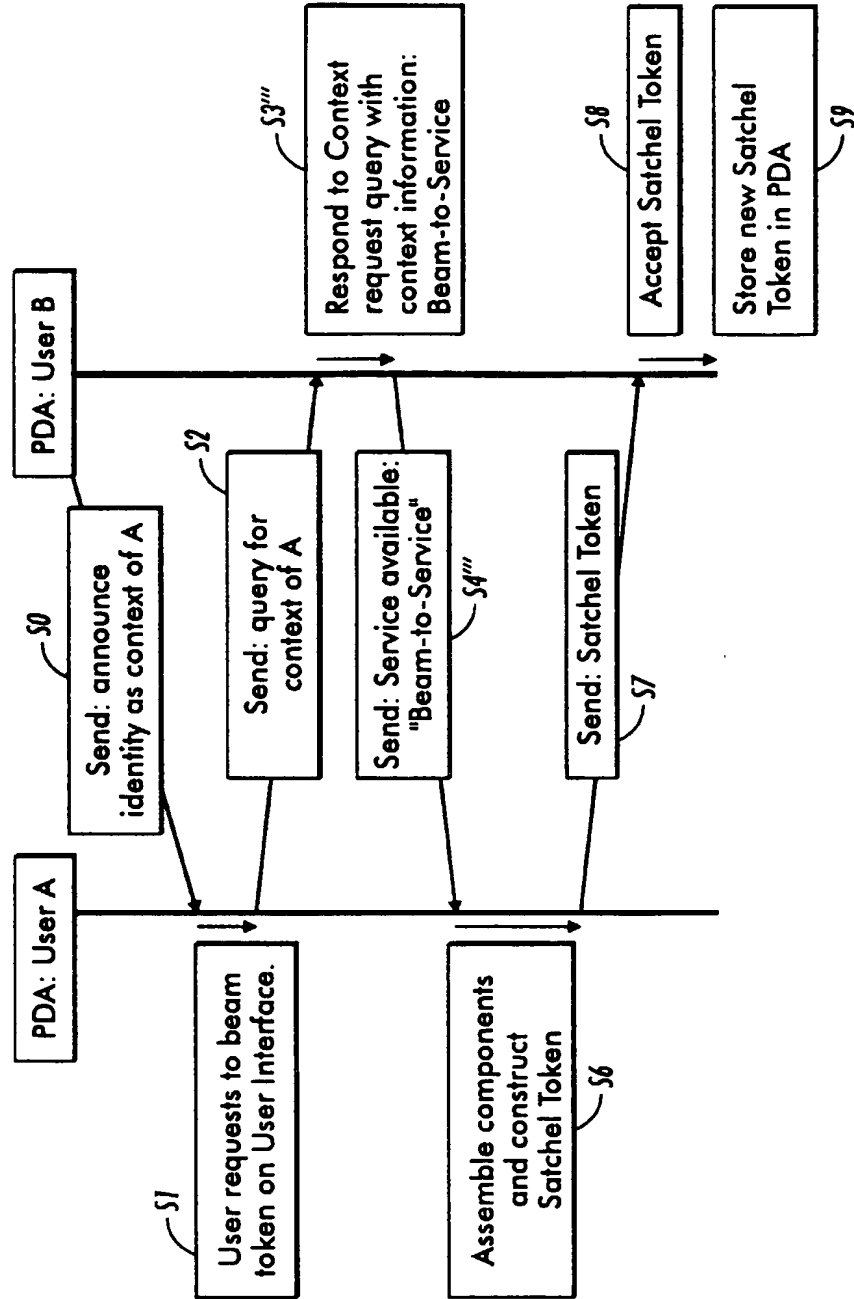 PDA: User A
PDA: User B
S0
Send: announce
identity as context of A
S1
User requests to beam
token on User Interface.
S2
Send: query for
context of A
S3'''
Respond to Context
request query with
context information:
Beam-to-Service
Send: Service available:
"Beam-to-Service"
S4'''
Assemble components
and construct
Satchel Token
S6
Send: Satchel Token
S7
S8
Accept Satchel Token
Store new Satchel
Token in PDA
S9